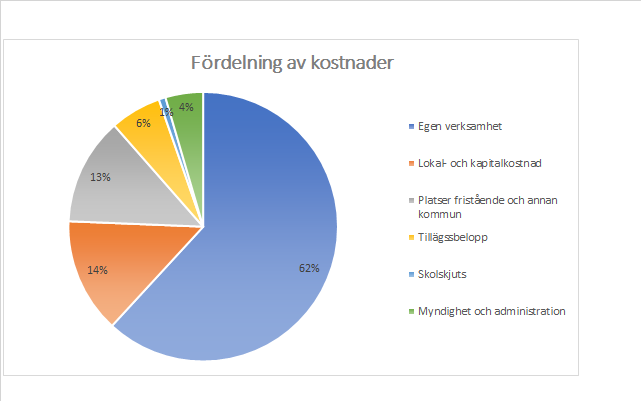 Fördelning av kostnader
4%
1%
6%
13%
14%
62%
Egen verksamhet
Lokal- och kapitalkostnad
Platser fristående och annan
kommun
Tillägssbelopp
Skolskjuts
Myndighet och administration